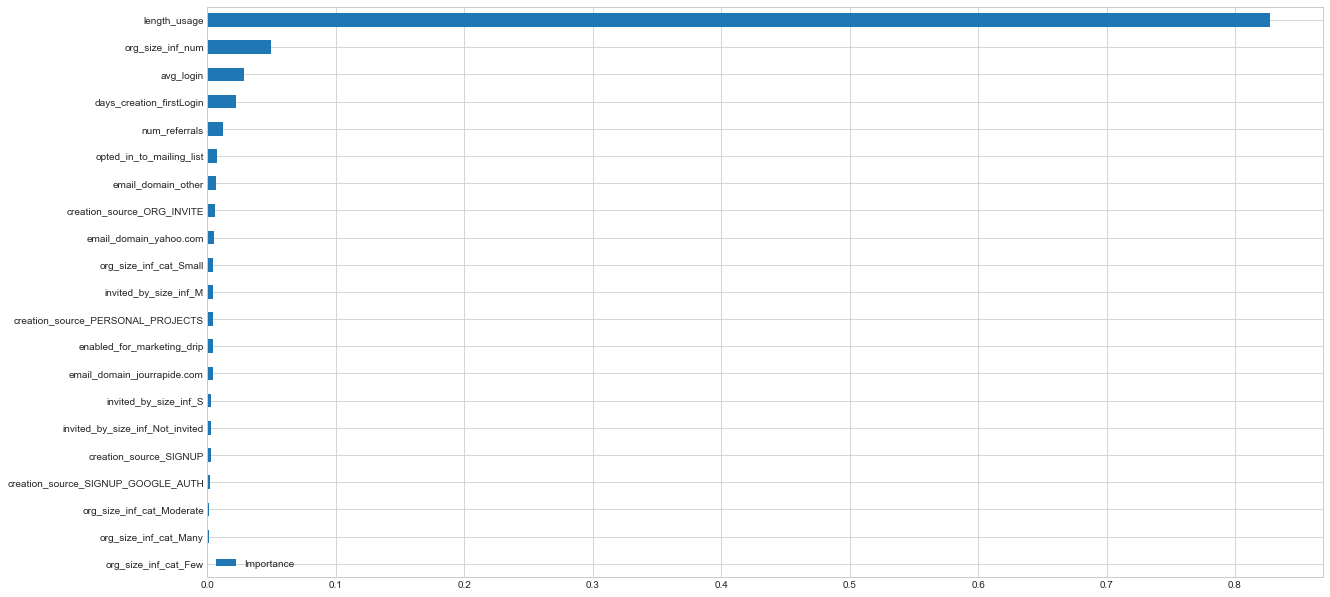 length_usage
org_size_inf_num
avg_login
days_creation_firstLogin
num_referrals
opted_in_to_mailing_list
email_domain_other
creation_source_ORG_INVITE
email_domain_yahoo.com
org_size_inf_cat_Small
invited_by_size_inf_M
creation_source_PERSONAL_PROJECTS
enabled_for_marketing_drip
email_domain_jourrapide.com
invited_by_size_inf_S
invited_by_size_inf_Not_invited
creation_source_SIGNUP
creation_source_SIGNUP_GOOGLE_AUTH
org_size_inf_cat_Moderate
org_size_inf_cat_Many
org_size_inf_cat_Few Importance
0.0 0.1 0.2 0.3 0.4 0.5 0.6 0.7 0.8